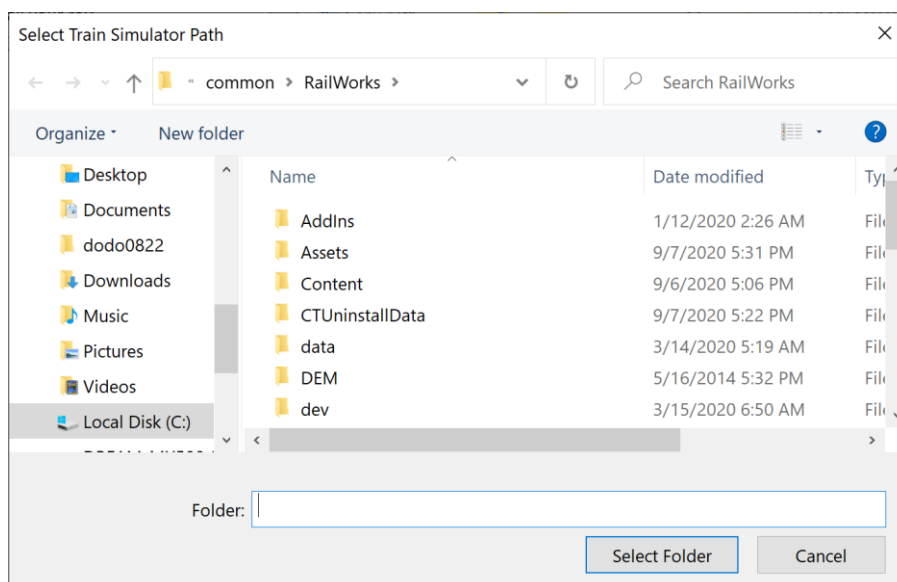 Select Train Simulator Path
« common > RailWorks >
Search RailWorks
Organize
New folder
Desktop
Documents
dodo0822
Downloads
Music
Pictures
Videos
Local Disk (C:)
Name Date modified
AddIns 1/12/2020 2:26 AM
Assets 9/7/2020 5:31 PM
Content 9/6/2020 5:06 PM
CTUninstallData 9/7/2020 5:22 PM
data 3/14/2020 5:19 AM
DEM 5/16/2014 5:32 PM
dev 3/15/2020 6:50 AM
Folder:
Select Folder
Cancel